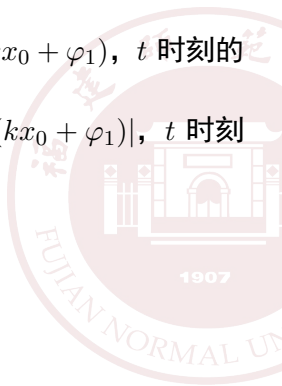 x₀ + φ₁)，t 时刻的
kx₀ + φ₁)|，t 时刻
1907
FUJIAN NORMAL UN